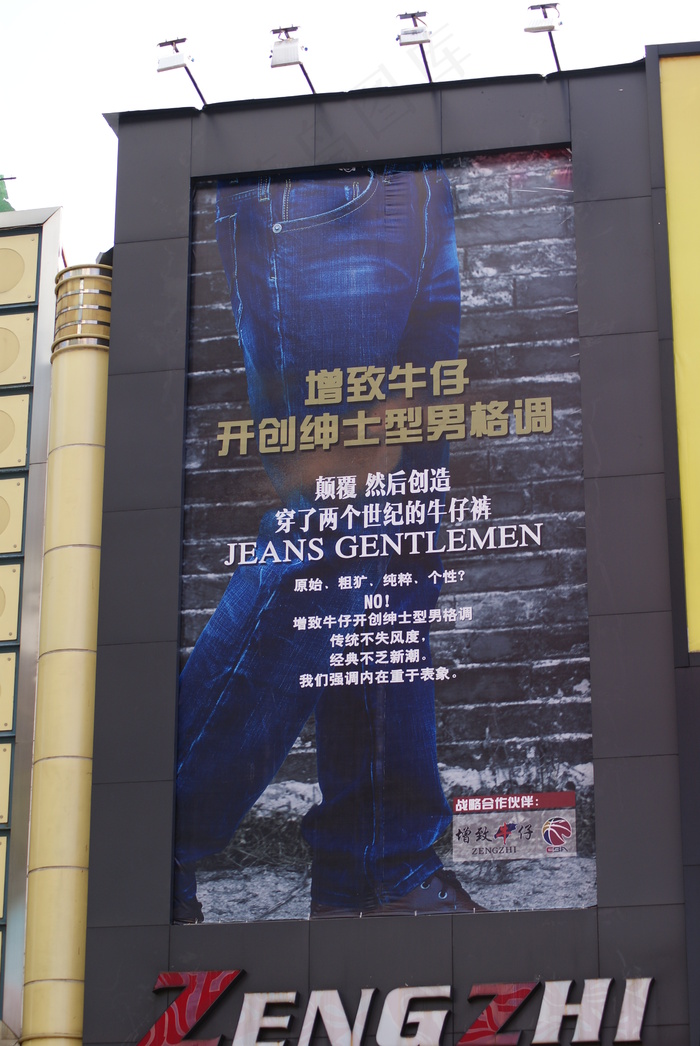 增致牛仔
开创绅士型男格调
颠覆 然后创造
穿了两个世纪的牛仔裤
JEANS GENTLEMEN
原始、粗犷、纯粹、个性?
NO!
增致牛仔开创绅士型男格调
传统不失风度,
经典不乏新潮。
我们强调内在重于表象。
战略合作伙伴:
增致牛仔
ZENGZHI
CBA
ZENGZHI